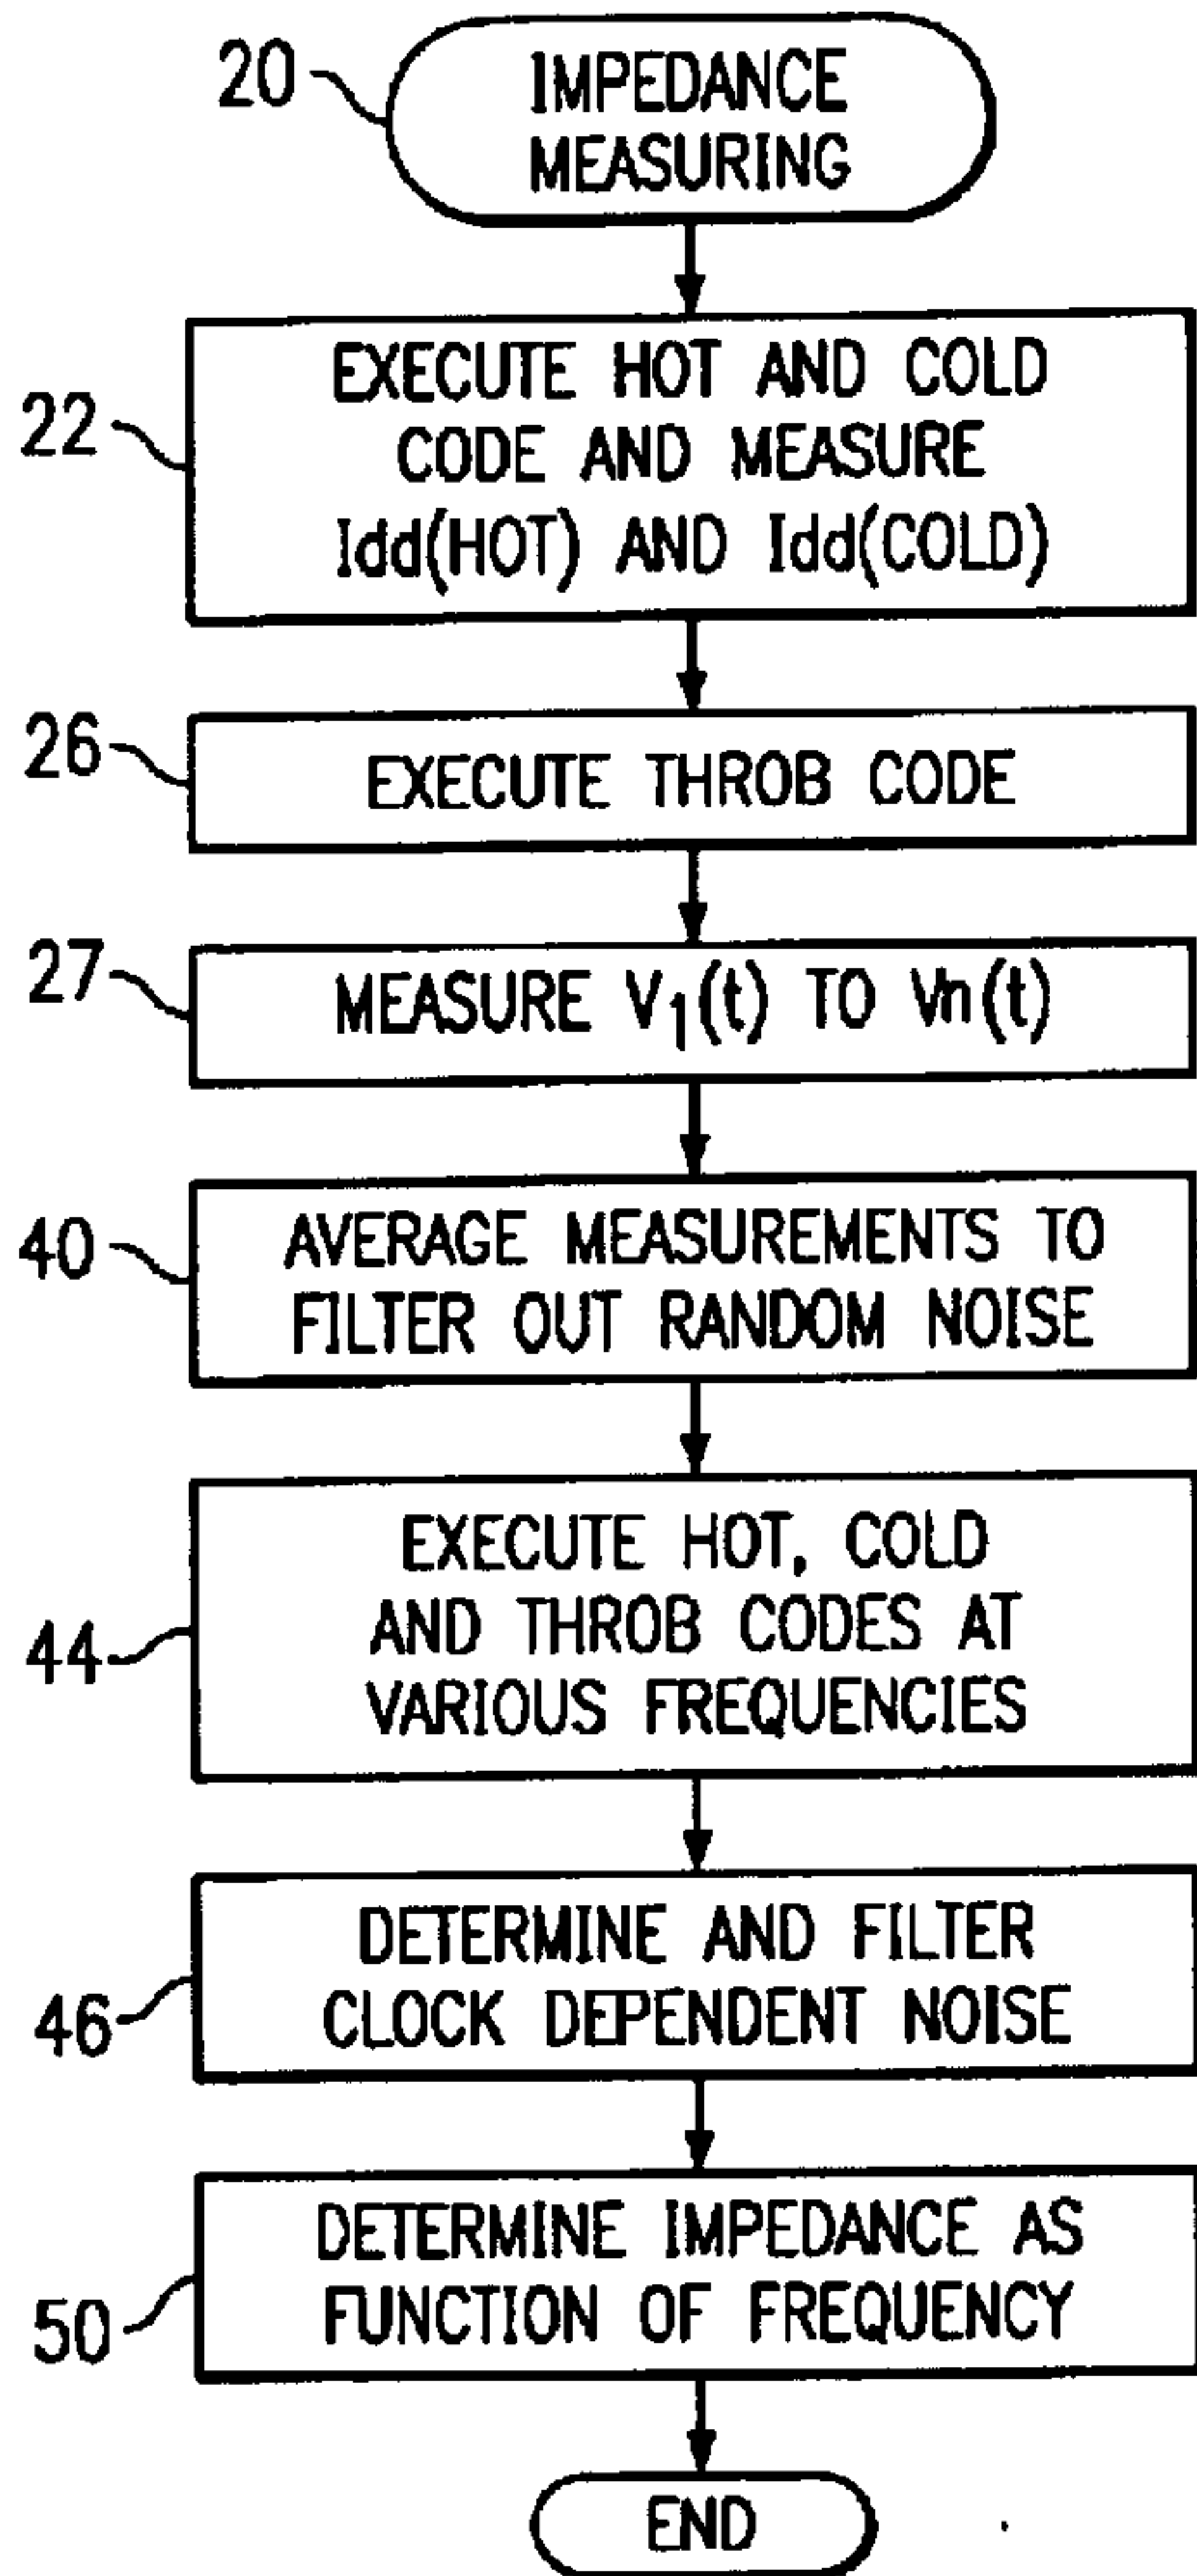 20
IMPEDANCE
MEASURING
22
EXECUTE HOT AND COLD
CODE AND MEASURE
Idd(HOT) AND Idd(COLD)
26
EXECUTE THROB CODE
27
MEASURE V1(t) TO Vn(t)
40
AVERAGE MEASUREMENTS TO
FILTER OUT RANDOM NOISE
44
EXECUTE HOT, COLD
AND THROB CODES AT
VARIOUS FREQUENCIES
46
DETERMINE AND FILTER
CLOCK DEPENDENT NOISE
50
DETERMINE IMPEDANCE AS
FUNCTION OF FREQUENCY
END